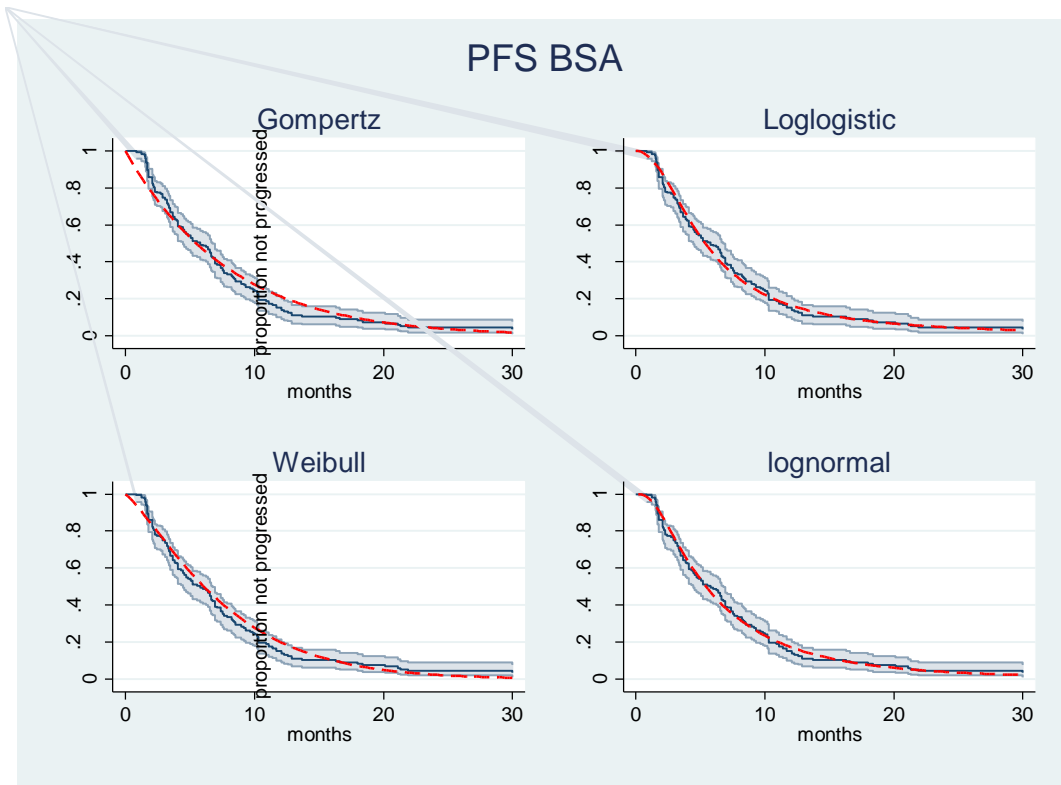 PFS BSA
Gompertz
proportion not progressed
1
.8
.6
.4
.2
0
0 10 20 30
months
Loglogistic
1
.8
.6
.4
.2
0
0 10 20 30
months
Weibull
proportion not progressed
1
.8
.6
.4
.2
0
0 10 20 30
months
lognormal
1
.8
.6
.4
.2
0
0 10 20 30
months